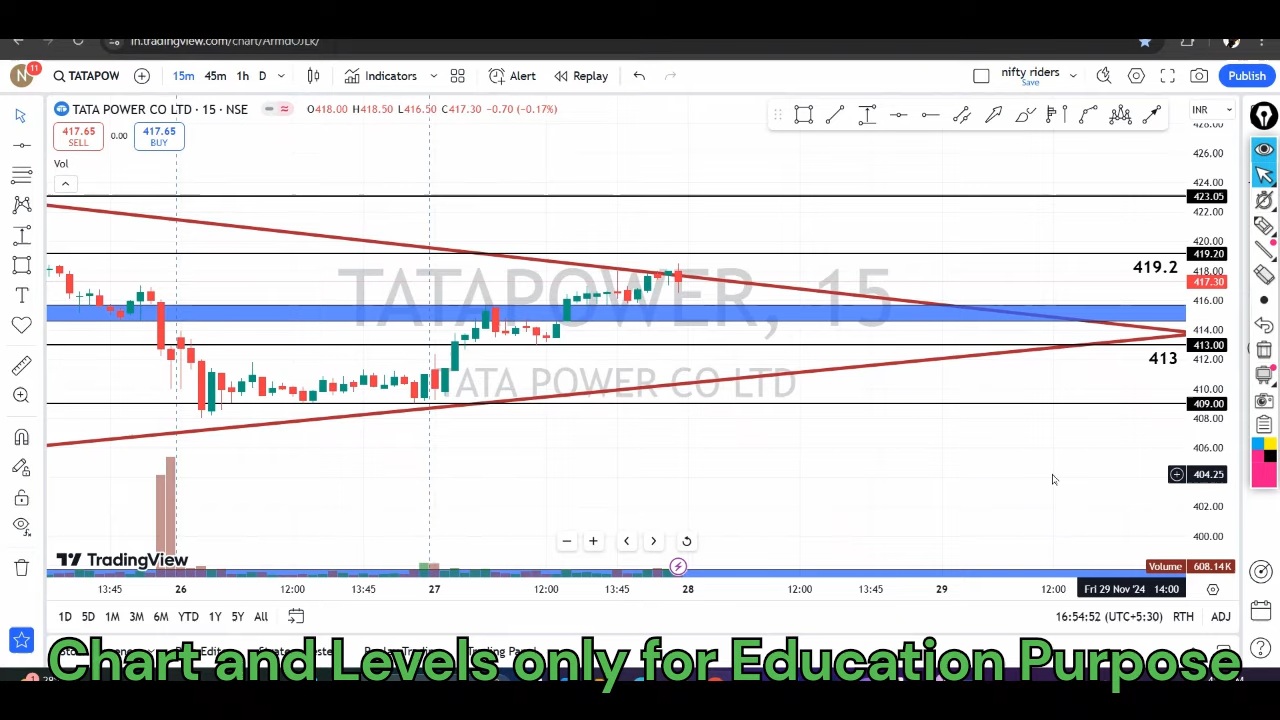 in.tradingview.com/chart/ArmdOJLk/
N 11 TATAPOW 15m 45m 1h D Indicators Alert Replay nifty riders Save Publish
TATA POWER CO LTD · 15 · NSE O418.00 H418.50 L416.50 C417.30 −0.70 (−0.17%) INR
417.65 SELL 0.00 417.65 BUY
Vol
428.00
426.00
424.00
423.05
422.00
420.00
419.20
419.2
418.00
417.30
416.00
414.00
413.00
413
412.00
410.00
409.00
408.00
406.00
404.25
402.00
400.00
TATAPOWER, 15
TATA POWER CO LTD
TradingView
Volume 608.14K
13:45 26 12:00 13:45 27 12:00 13:45 28 12:00 13:45 29 12:00 Fri 29 Nov '24 14:00
1D 5D 1M 3M 6M YTD 1Y 5Y All 16:54:52 (UTC+5:30) RTH ADJ
Chart and Levels only for Education Purpose